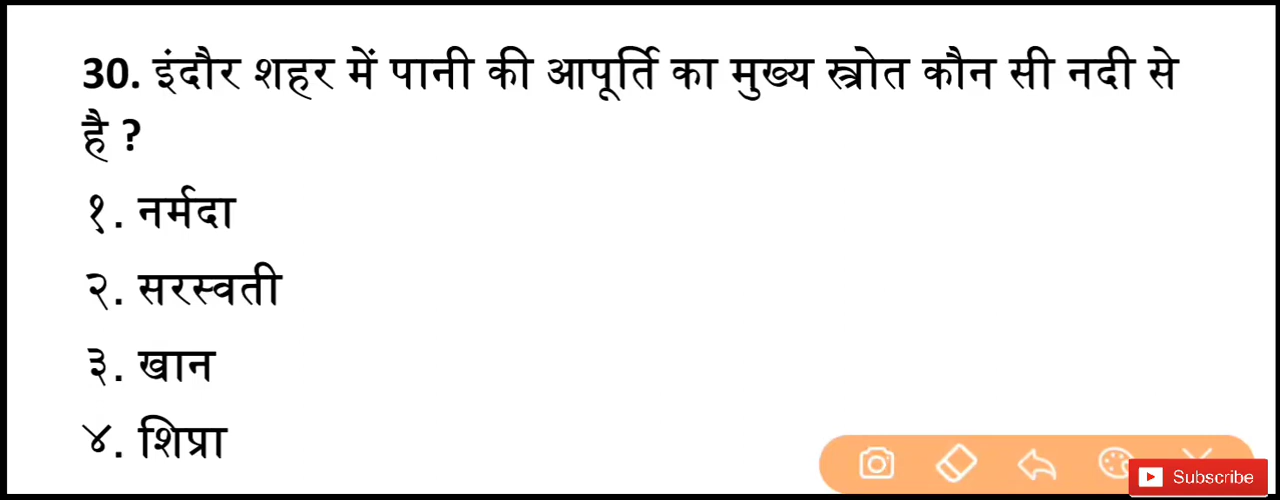 30. इंदौर शहर में पानी की आपूर्ति का मुख्य स्त्रोत कौन सी नदी से
है ?
१. नर्मदा
२. सरस्वती
३. खान
४. शिप्रा
Subscribe